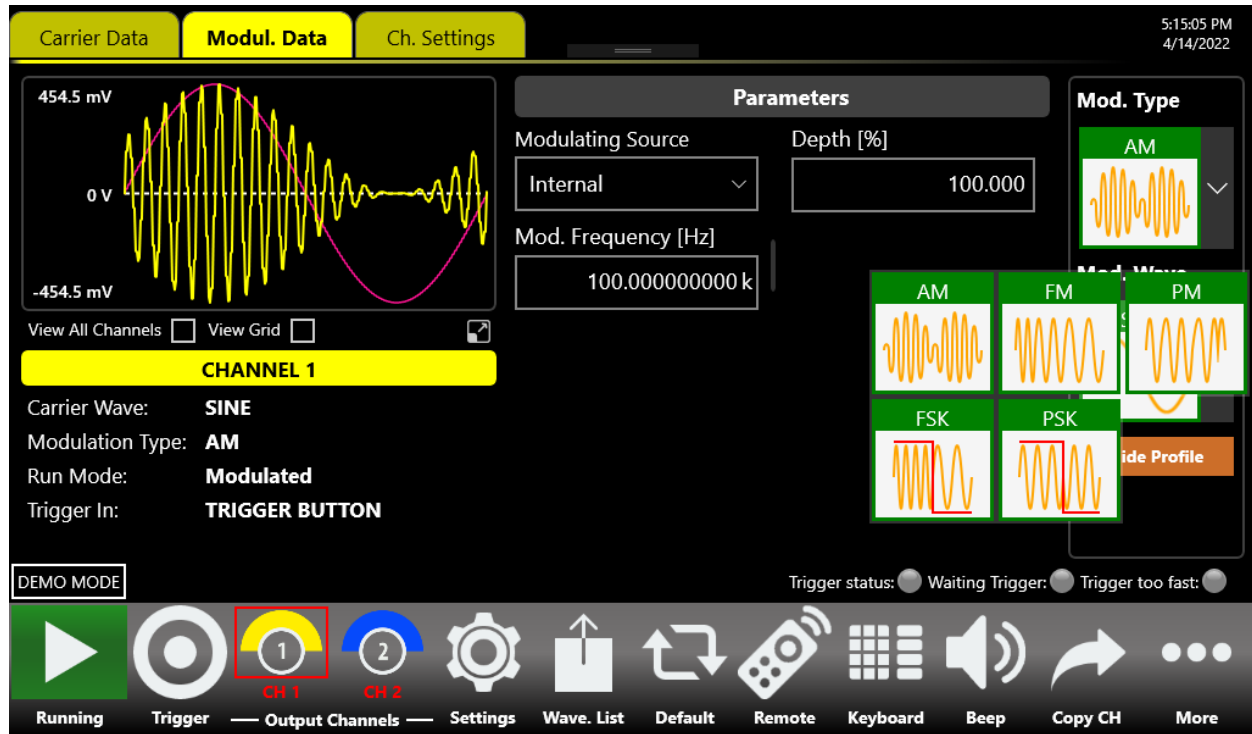 Carrier Data
Modul. Data
Ch. Settings
5:15:05 PM
4/14/2022
454.5 mV
0 V
-454.5 mV
View All Channels
View Grid
CHANNEL 1
Carrier Wave: SINE
Modulation Type: AM
Run Mode: Modulated
Trigger In: TRIGGER BUTTON
Parameters
Modulating Source
Internal
Depth [%]
100.000
Mod. Frequency [Hz]
100.000000000 k
Mod. Type
AM
AM
FM
PM
FSK
PSK
Profile
DEMO MODE
Trigger status:
Waiting Trigger:
Trigger too fast:
1
2
CH 1
CH 2
Running
Trigger
Output Channels
Settings
Wave. List
Default
Remote
Keyboard
Beep
Copy CH
More